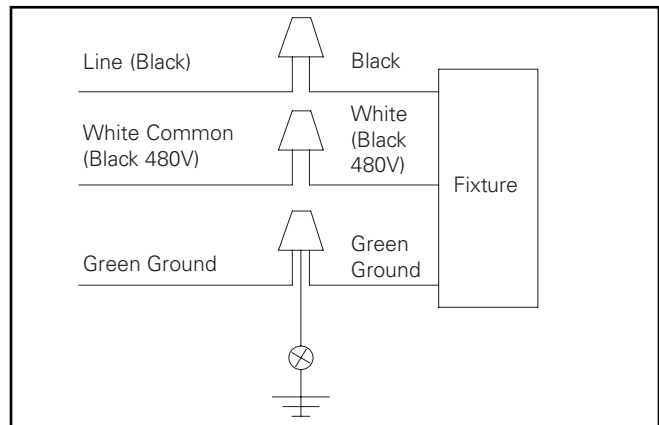 Line (Black)
Black
White Common
(Black 480V)
White
(Black
480V)
Fixture
Green Ground
Green
Ground